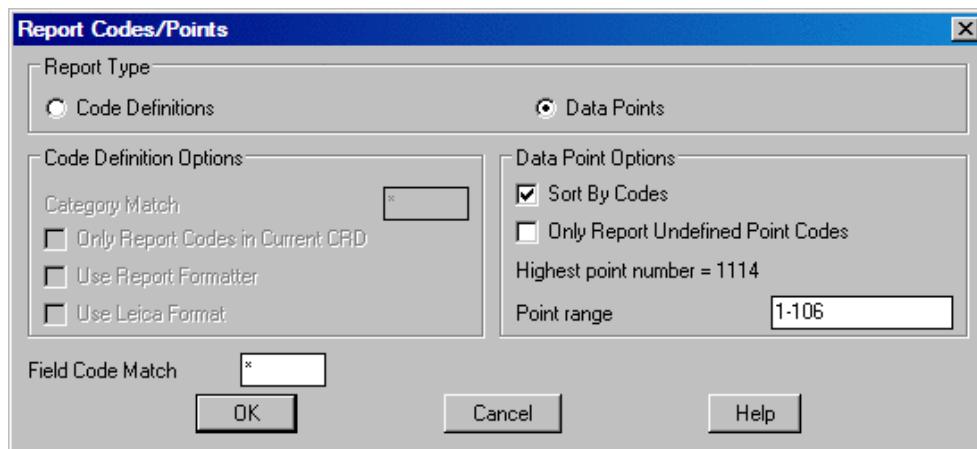 Report Codes/Points
Report Type
Code Definitions
Data Points
Code Definition Options
Category Match
*
Only Report Codes in Current CRD
Use Report Formatter
Use Leica Format
Data Point Options
Sort By Codes
Only Report Undefined Point Codes
Highest point number = 1114
Point range
1-106
Field Code Match
*
OK
Cancel
Help